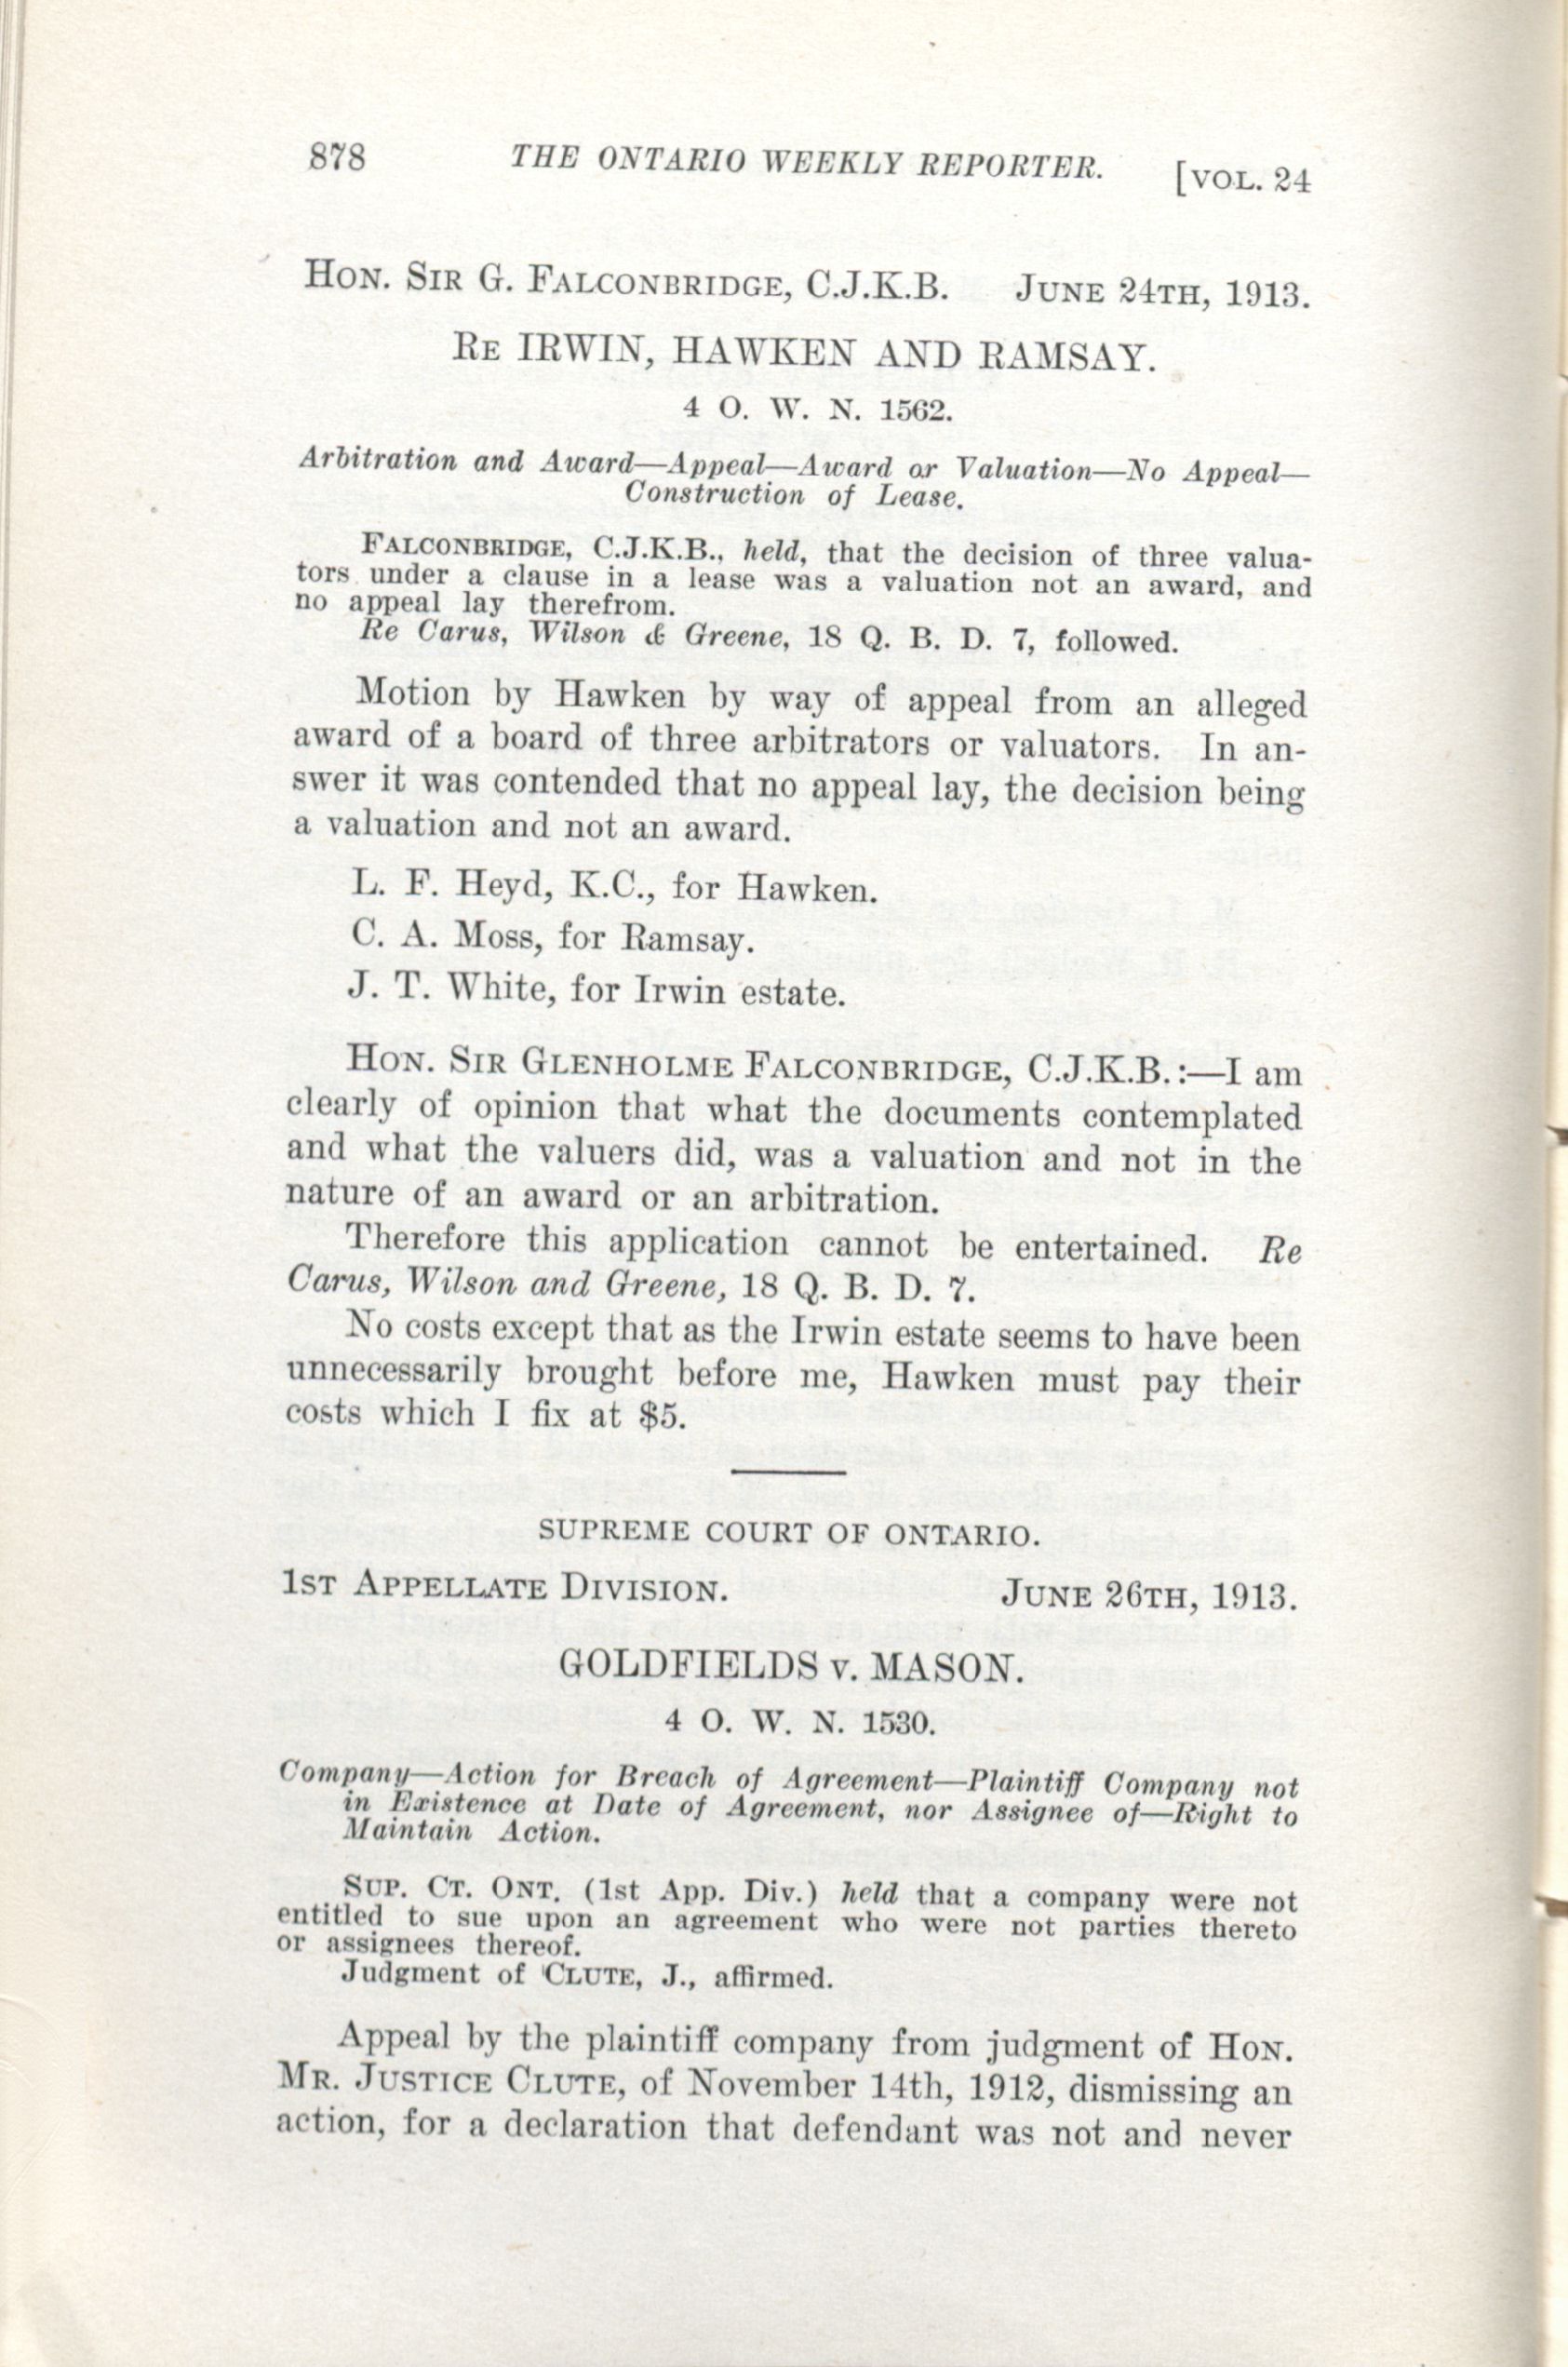 878 THE ONTARIO WEEKLY REPORTER. [VOL. 24
HON. SIR G. FALCONBRIDGE, C.J.K.B. JUNE 24TH, 1913.
RE IRWIN, HAWKEN AND RAMSAY.
4 O. W. N. 1562.
Arbitration and Award—Appeal—Award or Valuation—No Appeal—
Construction of Lease.
FALCONBRIDGE, C.J.K.B., held, that the decision of three valua-
tors under a clause in a lease was a valuation not an award, and
no appeal lay therefrom.
Re Carus, Wilson & Greene, 18 Q. B. D. 7, followed.
Motion by Hawken by way of appeal from an alleged
award of a board of three arbitrators or valuators. In an-
swer it was contended that no appeal lay, the decision being
a valuation and not an award.
L. F. Heyd, K.C., for Hawken.
C. A. Moss, for Ramsay.
J. T. White, for Irwin estate.
HON. SIR GLENHOLME FALCONBRIDGE, C.J.K.B.:—I am
clearly of opinion that what the documents contemplated
and what the valuers did, was a valuation and not in the
nature of an award or an arbitration.
Therefore this application cannot be entertained. Re
Carus, Wilson and Greene, 18 Q. B. D. 7.
No costs except that as the Irwin estate seems to have been
unnecessarily brought before me, Hawken must pay their
costs which I fix at $5.
SUPREME COURT OF ONTARIO.
1ST APPELLATE DIVISION. JUNE 26TH, 1913.
GOLDFIELDS v. MASON.
4 O. W. N. 1530.
Company—Action for Breach of Agreement—Plaintiff Company not
in Existence at Date of Agreement, nor Assignee of—Right to
Maintain Action.
SUP. CT. ONT. (1st App. Div.) held that a company were not
entitled to sue upon an agreement who were not parties thereto
or assignees thereof.
Judgment of CLUTE, J., affirmed.
Appeal by the plaintiff company from judgment of HON.
MR. JUSTICE CLUTE, of November 14th, 1912, dismissing an
action, for a declaration that defendant was not and never